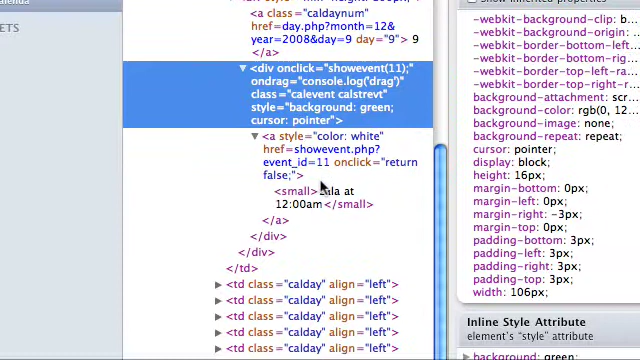 <a class="caldaynum"
href=day.php?month=12&
year=2008&day=9 day="9"> 9
</a>
▼ <div onclick="showevent(11);"
ondrag="console.log('drag')"
class="calevent calstrevt"
style="background: green;
cursor: pointer">
▼ <a style="color: white"
href=showevent.php?
event_id=11 onclick="return
false;">
<small> at
12:00am</small>
</a>
</div>
</div>
</td>
▶ <td class="calday" align="left">
▶ <td class="calday" align="left">
▶ <td class="calday" align="left">
▶ <td class="calday" align="left">
▶ <td class="calday" align="left">
ETS
-webkit-background-clip: b...
-webkit-background-origin: ...
-webkit-border-bottom-left-...
-webkit-border-bottom-righ...
-webkit-border-top-left-ra...
-webkit-border-top-right-r...
background-attachment: scr...
background-color: rgb(0, 12...
background-image: none;
background-repeat: repeat;
cursor: pointer;
display: block;
height: 16px;
margin-bottom: 0px;
margin-left: 0px;
margin-right: -3px;
margin-top: 0px;
padding-bottom: 3px;
padding-right: 3px;
padding-top: 3px;
width: 106px;
Inline Style Attribute
element's "style" attribute
▶ background: green;